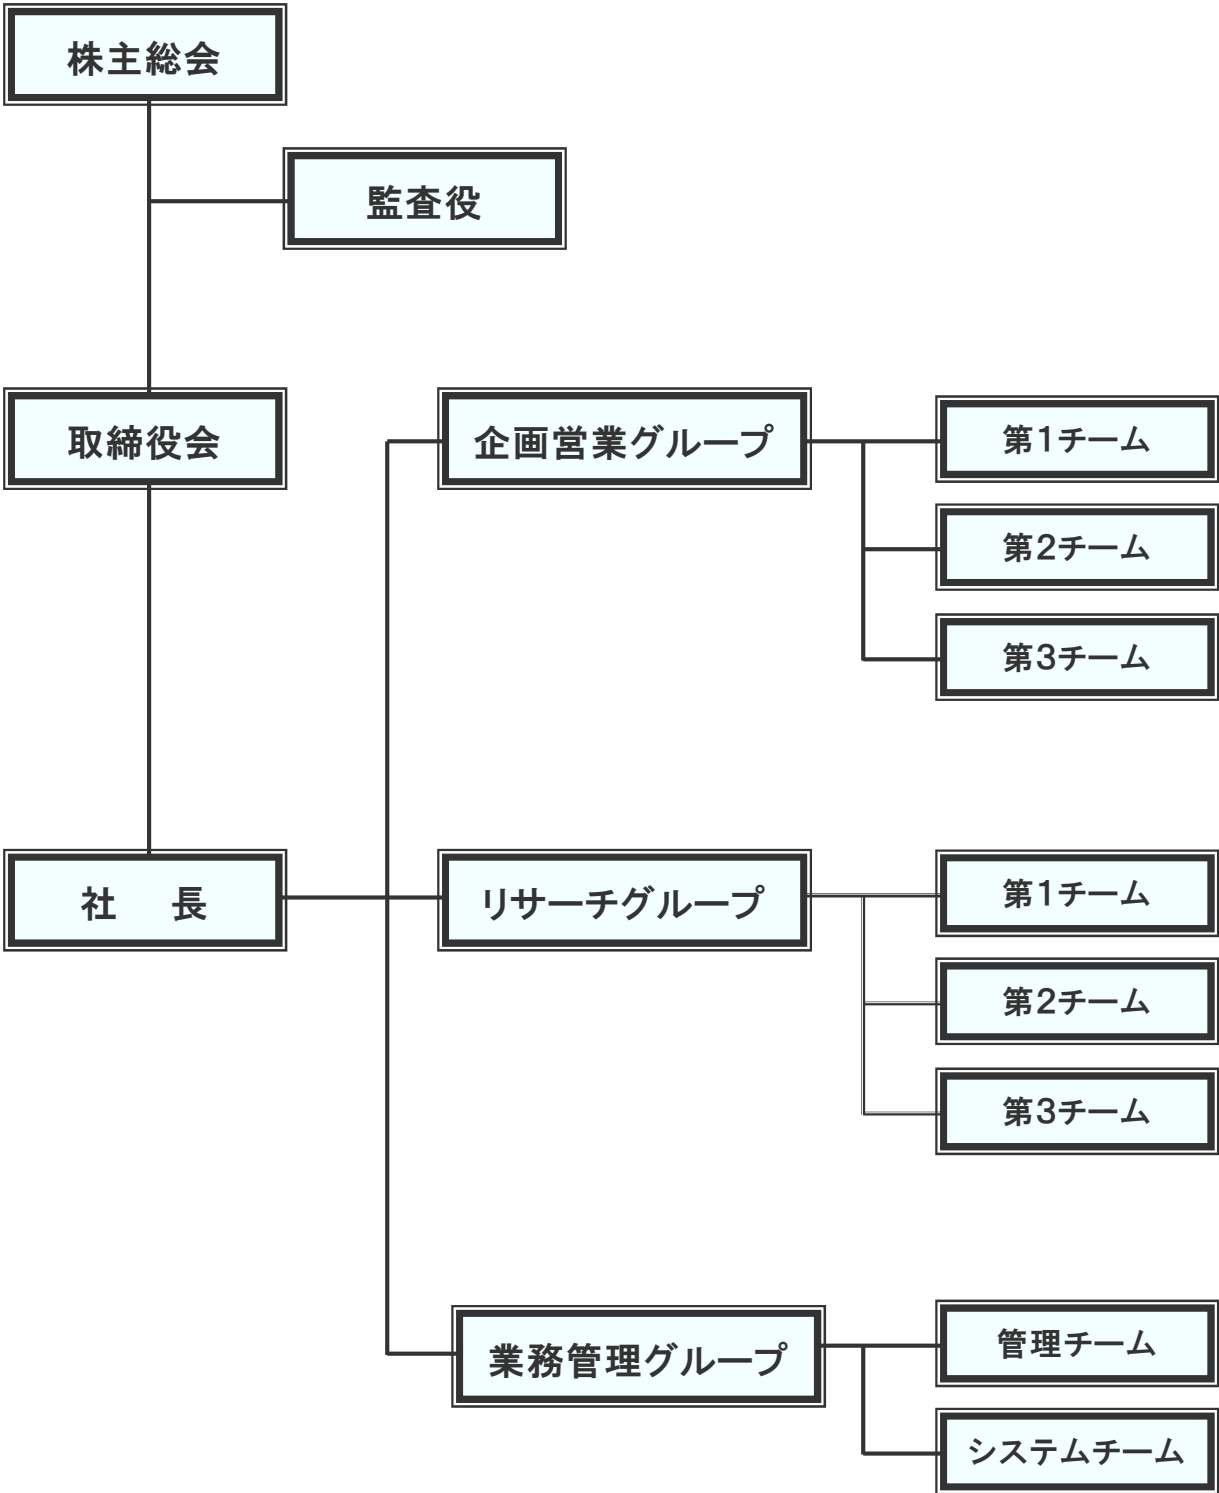 株主総会
監査役
取締役会
企画営業グループ
第1チーム
第2チーム
第3チーム
社　長
リサーチグループ
第1チーム
第2チーム
第3チーム
業務管理グループ
管理チーム
システムチーム